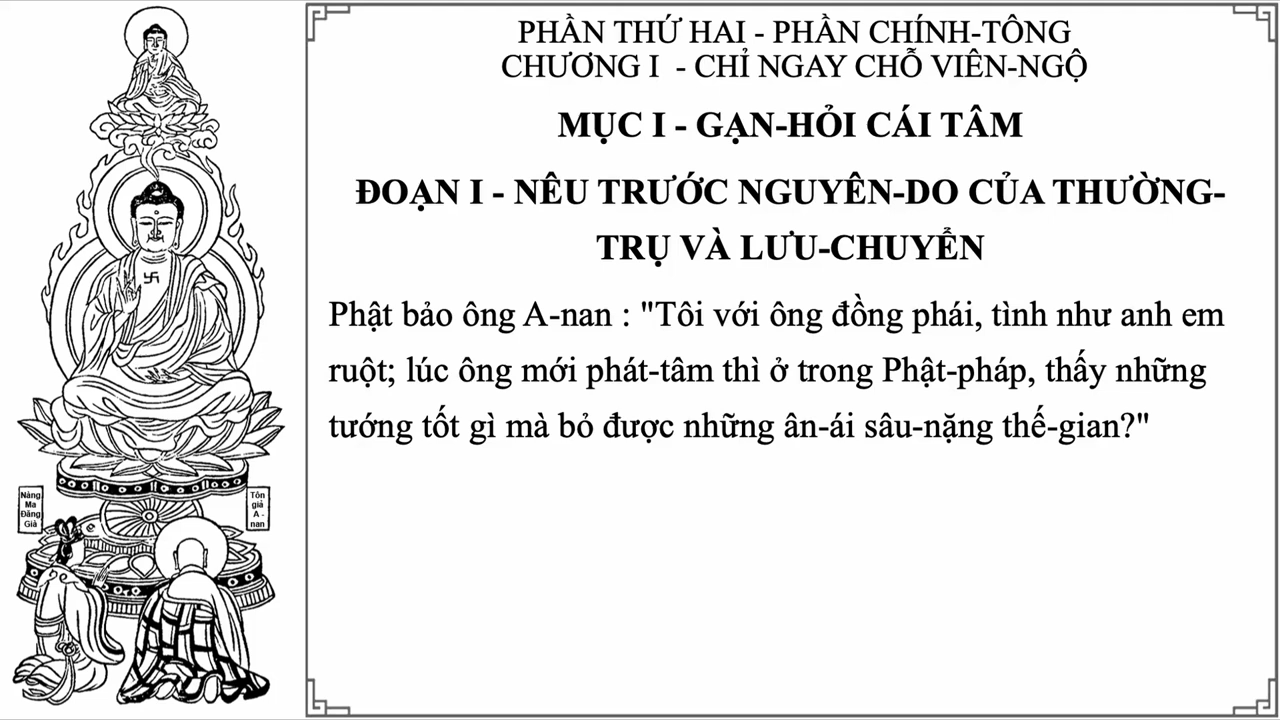 PHẦN THỨ HAI - PHẦN CHÍNH-TÔNG
CHƯƠNG I - CHỈ NGAY CHỖ VIÊN-NGỘ
MỤC I - GẠN-HỎI CÁI TÂM
ĐOẠN I - NÊU TRƯỚC NGUYÊN-DO CỦA THƯỜNG-
TRỤ VÀ LƯU-CHUYỂN
Phật bảo ông A-nan : "Tôi với ông đồng phái, tình như anh em
ruột; lúc ông mới phát-tâm thì ở trong Phật-pháp, thấy những
tướng tốt gì mà bỏ được những ân-ái sâu-nặng thế-gian?"
Nàng
Ma
Đăng
Già
Tôn
giả
A -
nan